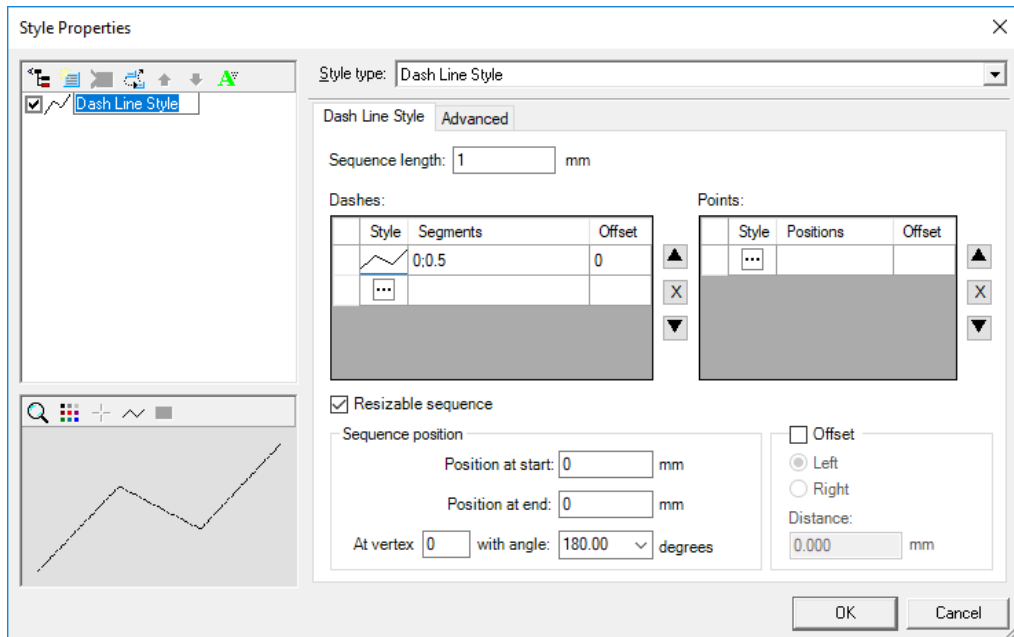 Style Properties
Style type: Dash Line Style
Dash Line Style
Dash Line Style Advanced
Sequence length: 1 mm
Dashes: Points:
Style Segments Offset Style Positions Offset
0;0.5 0 ...
... X X
Resizable sequence
Sequence position Offset
Position at start: 0 mm Left
Right
Position at end: 0 mm
Distance:
At vertex 0 with angle: 180.00 degrees 0.000 mm
OK Cancel